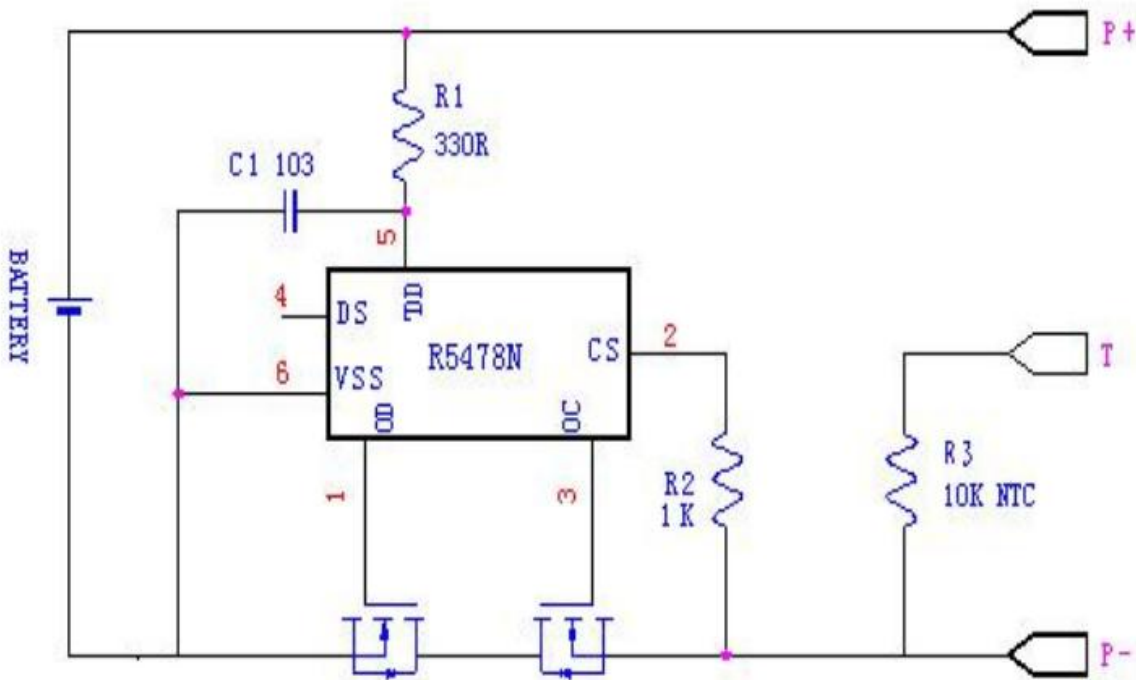 P+
R1
330R
C1 103
5
BATTERY
4
DS
DD
R5478N
CS
2
T
6
VSS
OD
OC
1
3
R2
1K
R3
10K NTC
P-